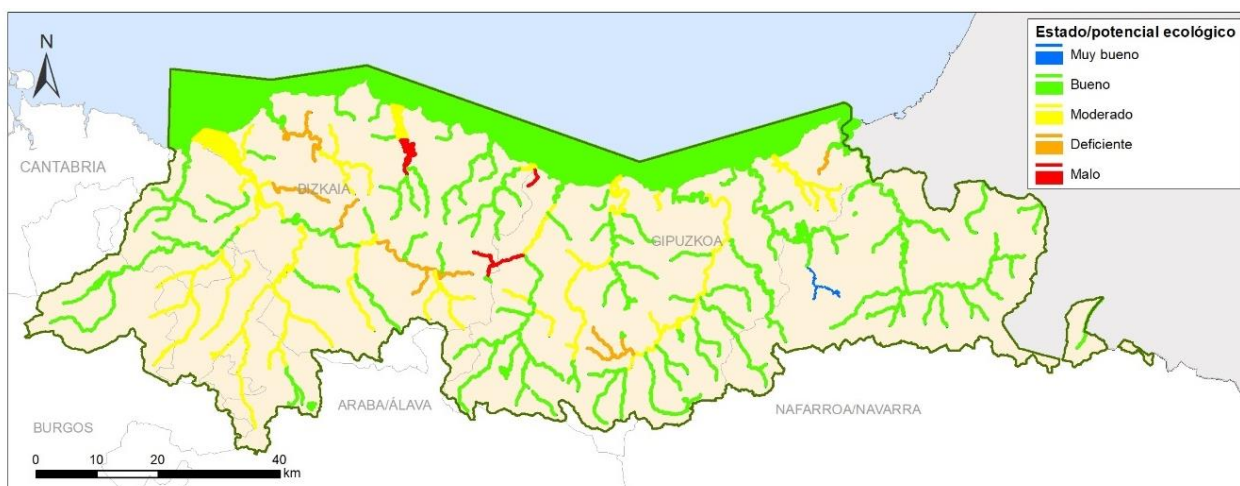 N
Estado/potencial ecológico
Muy bueno
Bueno
Moderado
Deficiente
Malo
CANTABRIA
BIZKAIA
GIPUZKOA
ARABA/ÁLAVA
NAFARROA/NAVARRA
BURGOS
0 10 20 40
km